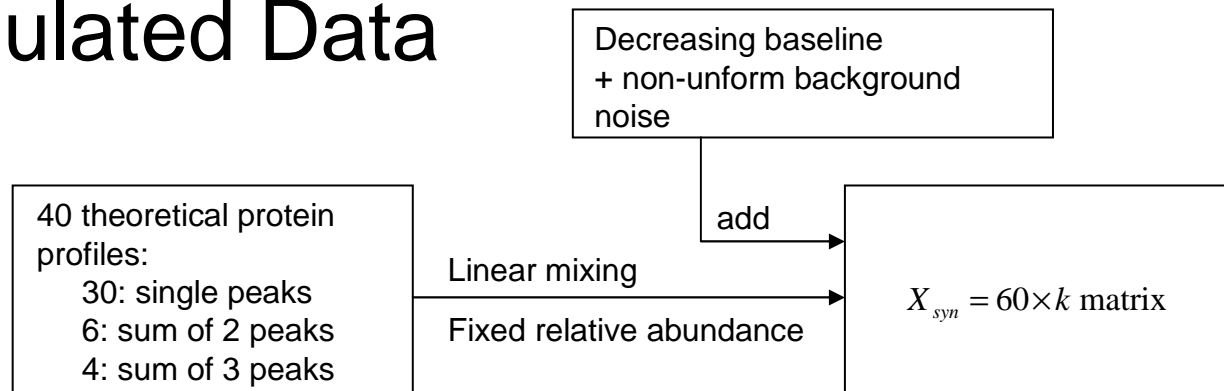 ulated Data
Decreasing baseline
+ non-unform background
noise
40 theoretical protein
profiles:
30: single peaks
6: sum of 2 peaks
4: sum of 3 peaks
add
Linear mixing
Fixed relative abundance
X_syn = 60×k matrix